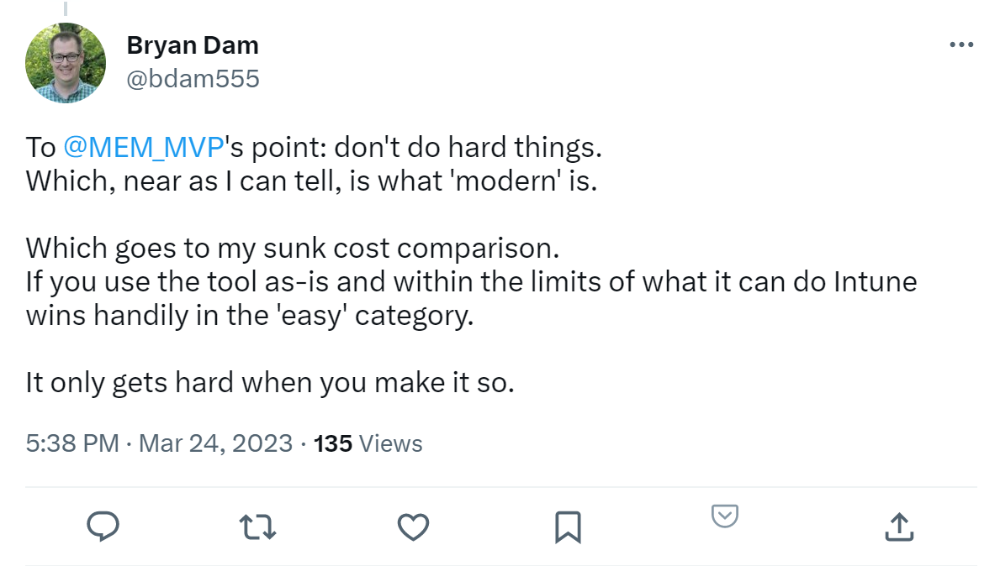 Bryan Dam
@bdam555
To @MEM_MVP's point: don't do hard things.
Which, near as I can tell, is what 'modern' is.
Which goes to my sunk cost comparison.
If you use the tool as-is and within the limits of what it can do Intune
wins handily in the 'easy' category.
It only gets hard when you make it so.
5:38 PM · Mar 24, 2023 · 135 Views